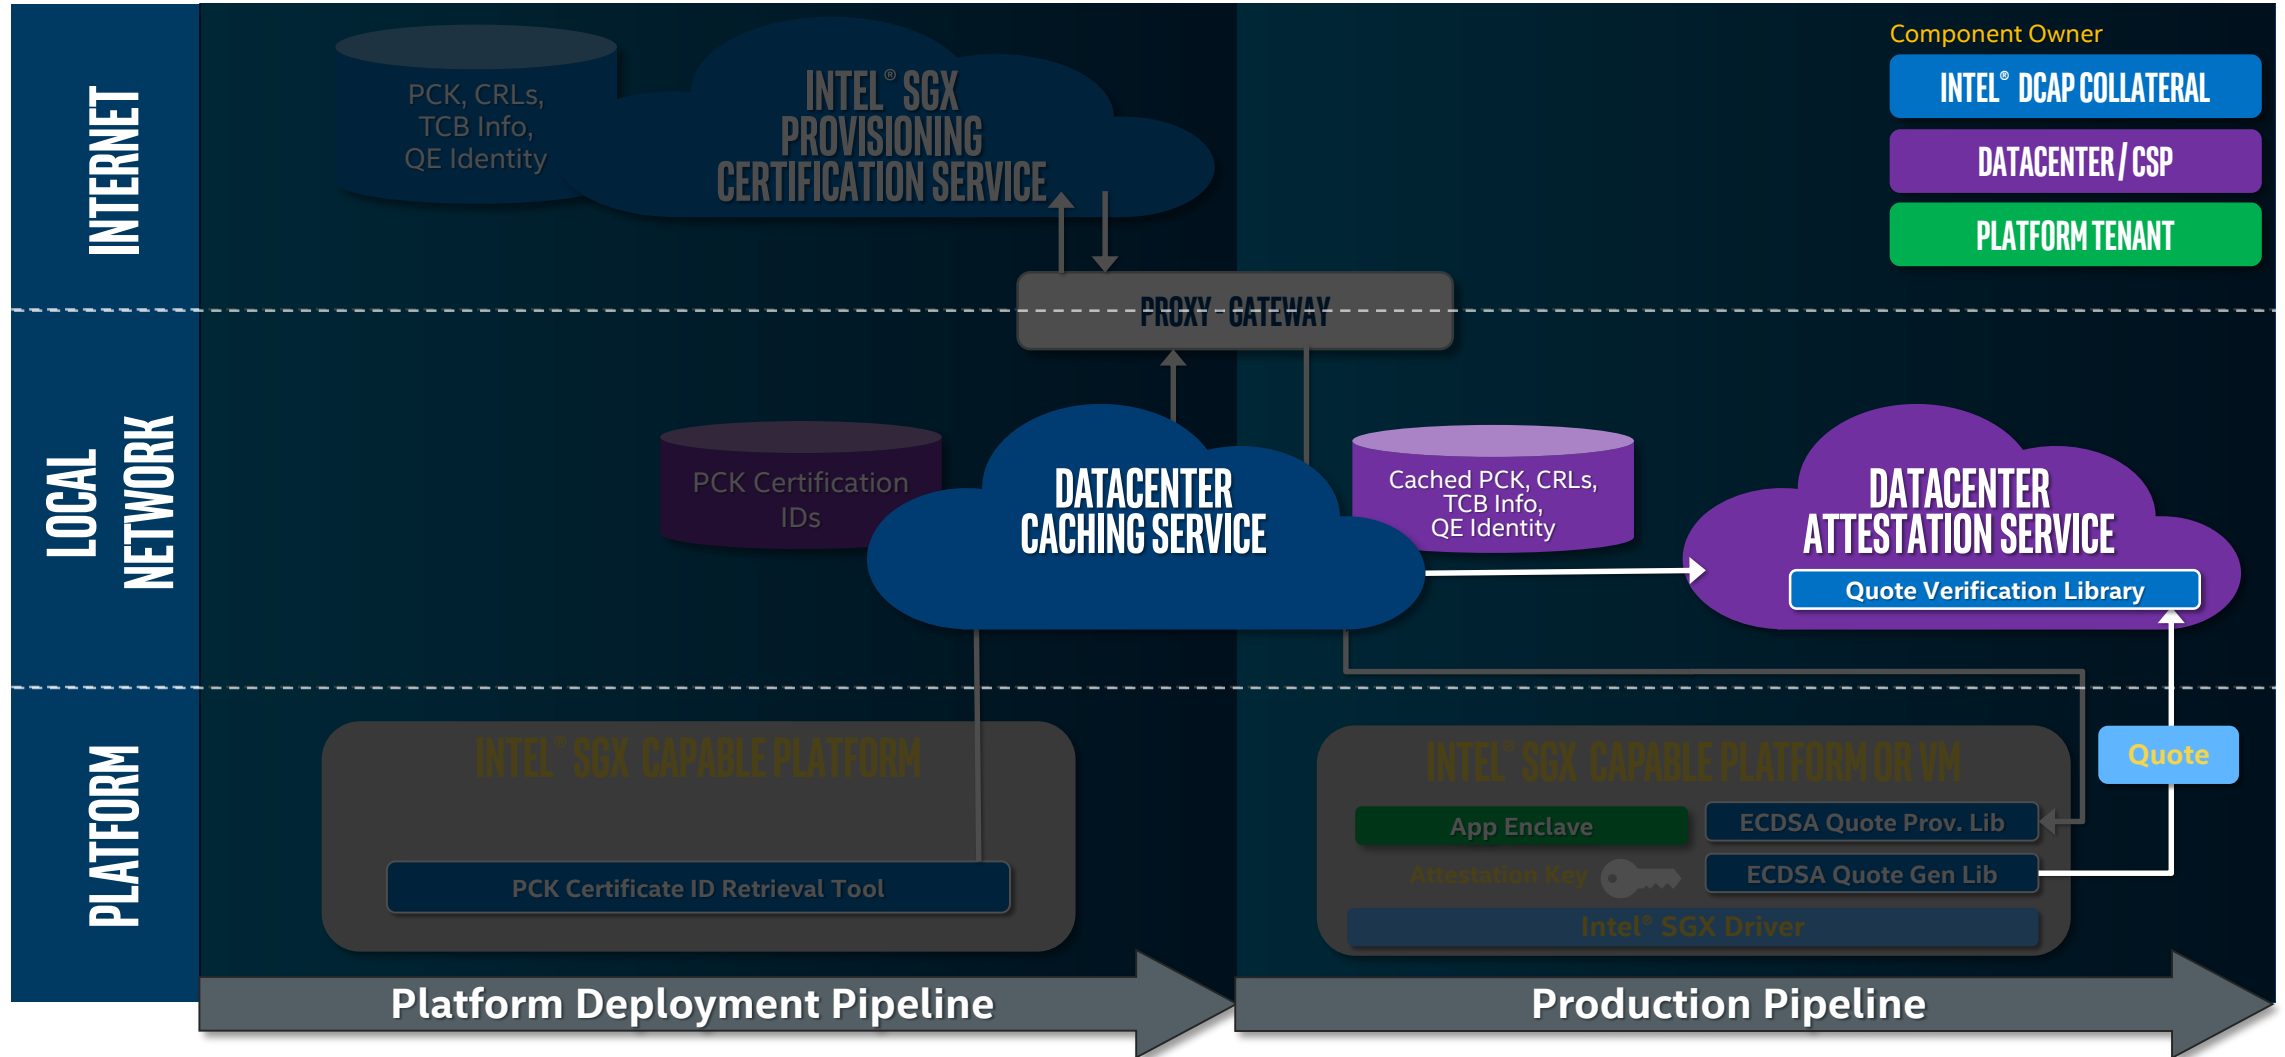 INTERNET
PCK, CRLs,
TCB Info,
QE Identity
INTEL® SGX
PROVISIONING
CERTIFICATION SERVICE
Component Owner
INTEL® DCAP COLLATERAL
DATACENTER / CSP
PLATFORM TENANT
PROXY - GATEWAY
LOCAL
NETWORK
PCK Certification
IDs
DATACENTER
CACHING SERVICE
Cached PCK, CRLs,
TCB Info,
QE Identity
DATACENTER
ATTESTATION SERVICE
Quote Verification Library
PLATFORM
INTEL® SGX CAPABLE PLATFORM
PCK Certificate ID Retrieval Tool
INTEL® SGX CAPABLE PLATFORM OR VM
App Enclave
ECDSA Quote Prov. Lib
Attestation Key
ECDSA Quote Gen Lib
Intel® SGX Driver
Quote
Platform Deployment Pipeline
Production Pipeline